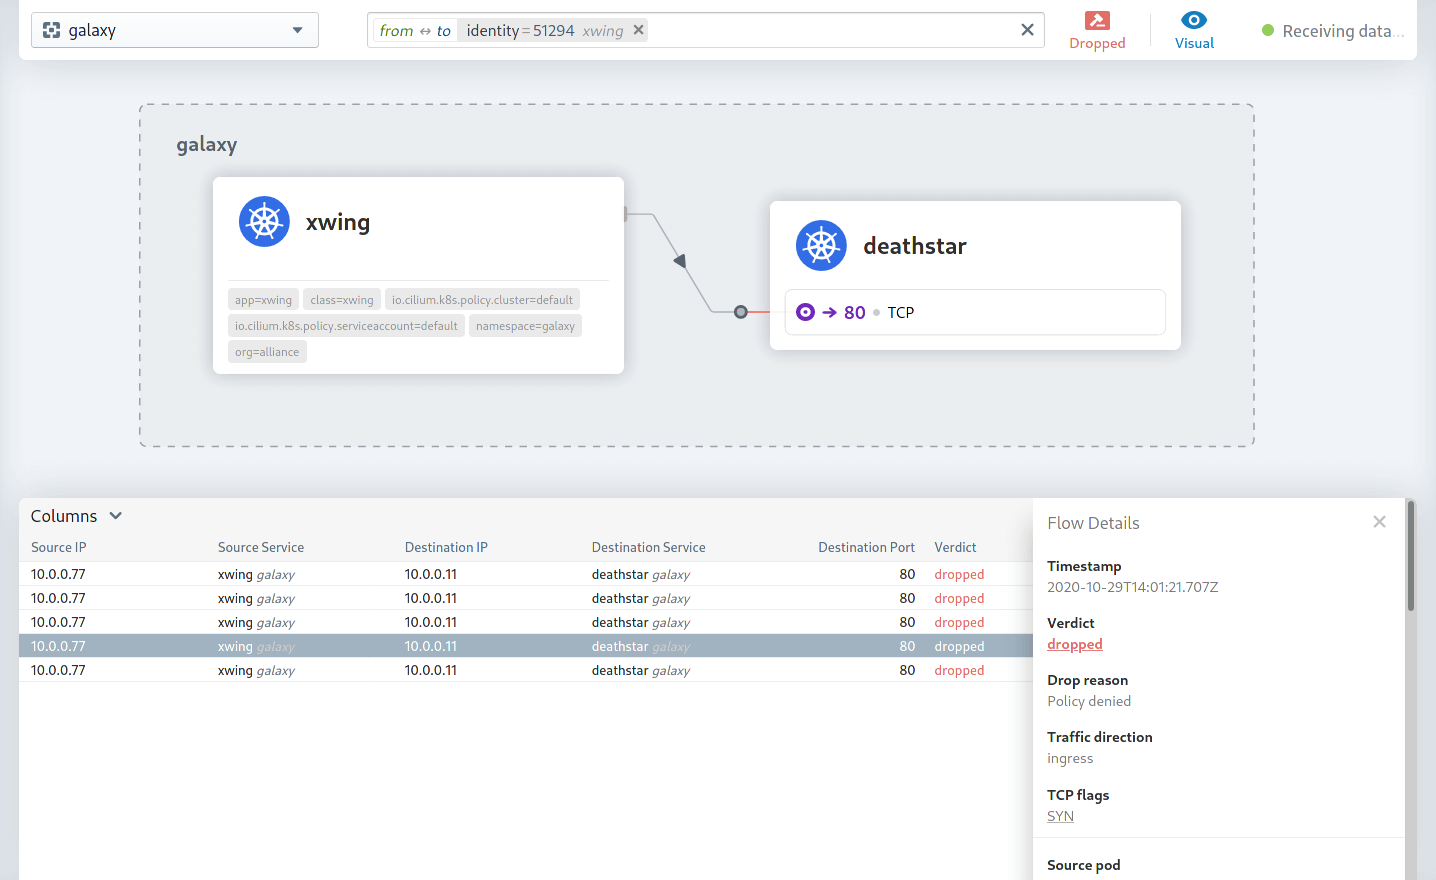 galaxy
from ↔ to identity=51294 xwing
Dropped
Visual
Receiving data...
galaxy
xwing
app=xwing class=xwing io.cilium.k8s.policy.cluster=default
io.cilium.k8s.policy.serviceaccount=default namespace=galaxy
org=alliance
deathstar
80 TCP
Columns
Source IP Source Service Destination IP Destination Service Destination Port Verdict
10.0.0.77 xwing galaxy 10.0.0.11 deathstar galaxy 80 dropped
10.0.0.77 xwing galaxy 10.0.0.11 deathstar galaxy 80 dropped
10.0.0.77 xwing galaxy 10.0.0.11 deathstar galaxy 80 dropped
10.0.0.77 xwing galaxy 10.0.0.11 deathstar galaxy 80 dropped
10.0.0.77 xwing galaxy 10.0.0.11 deathstar galaxy 80 dropped
Flow Details
Timestamp
2020-10-29T14:01:21.707Z
Verdict
dropped
Drop reason
Policy denied
Traffic direction
ingress
TCP flags
SYN
Source pod